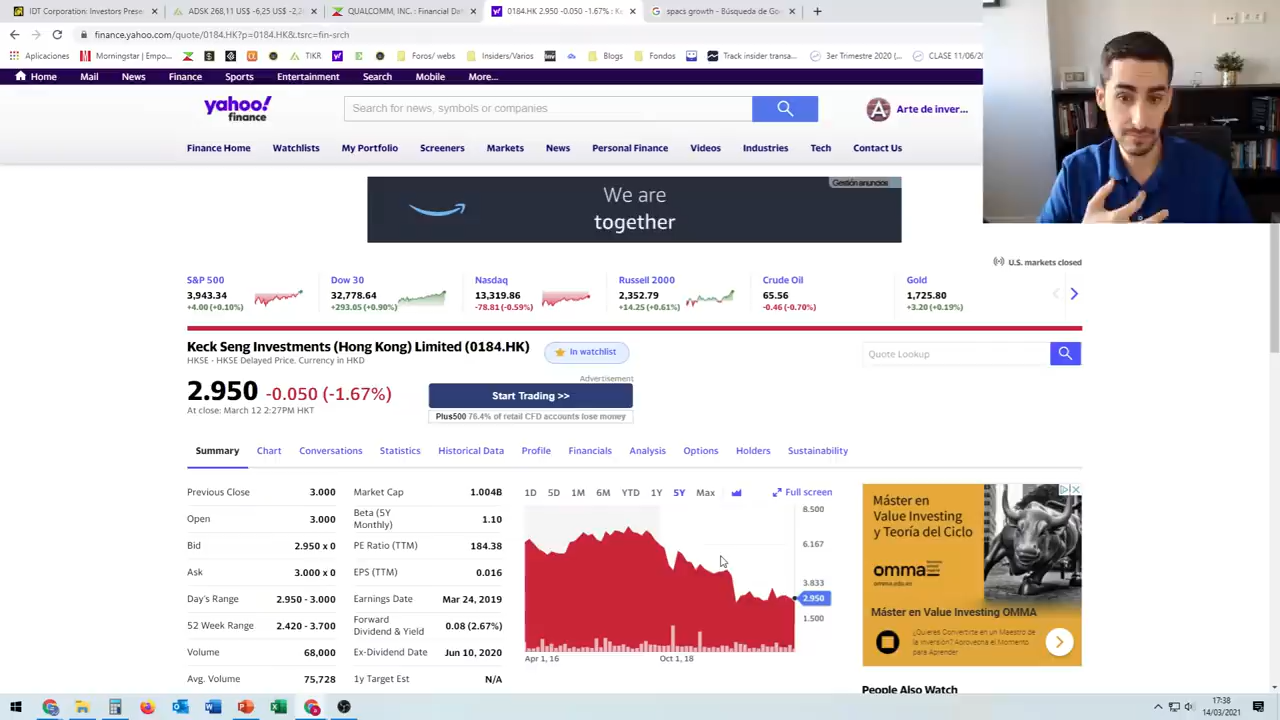 IDT Corporation: Investors Presen
ADSK 268,11 US$ -6,25 US$ -2,
QUALCOMM, INC. : Financial Dat
0184.HK 2.950 -0.050 -1.67% : Ke
spacs growth - Búsqueda de Goo
finance.yahoo.com/quote/0184.HK?p=0184.HK&.tsrc=fin-srch
Aplicaciones
Morningstar | Empo...
TIKR
Foros/ webs
Insiders/Varios
Blogs
Fondos
Track insider transa...
3er Trimestre 2020 (...
CLASE 11/06/20
Home Mail News Finance Sports Entertainment Search Mobile More...
yahoo!
finance
Search for news, symbols or companies
Arte de inver...
Finance Home Watchlists My Portfolio Screeners Markets News Personal Finance Videos Industries Tech Contact Us
Gestión anuncios
We are
together
U.S. markets closed
S&P 500
3,943.34
+4.00 (+0.10%)
Dow 30
32,778.64
+293.05 (+0.90%)
Nasdaq
13,319.86
-78.81 (-0.59%)
Russell 2000
2,352.79
+14.25 (+0.61%)
Crude Oil
65.56
-0.46 (-0.70%)
Gold
1,725.80
+3.20 (+0.19%)
Keck Seng Investments (Hong Kong) Limited (0184.HK)
HKSE - HKSE Delayed Price. Currency in HKD
In watchlist
Quote Lookup
2.950 -0.050 (-1.67%)
At close: March 12 2:27PM HKT
Advertisement
Start Trading >>
Plus500 76.4% of retail CFD accounts lose money
Summary Chart Conversations Statistics Historical Data Profile Financials Analysis Options Holders Sustainability
Previous Close 3.000
Open 3.000
Bid 2.950 x 0
Ask 3.000 x 0
Day's Range 2.950 - 3.000
52 Week Range 2.420 - 3.700
Volume 68,000
Avg. Volume 75,728
Market Cap 1.004B
Beta (5Y
Monthly) 1.10
PE Ratio (TTM) 184.38
EPS (TTM) 0.016
Earnings Date Mar 24, 2019
Forward
Dividend & Yield 0.08 (2.67%)
Ex-Dividend Date Jun 10, 2020
1y Target Est N/A
1D 5D 1M 6M YTD 1Y 5Y Max
Full screen
8.500
6.167
3.833
2.950
1.500
Apr 1, 16
Oct 1, 18
Máster en
Value Investing
y Teoría del Ciclo
omma
omma.edu.en
Máster en Value Investing OMMA
¿Quieres Convertirte en un Maestro de
la Inversión? Aprovecha el Momento
para Aprender
People Also Watch
17:38
14/03/2021